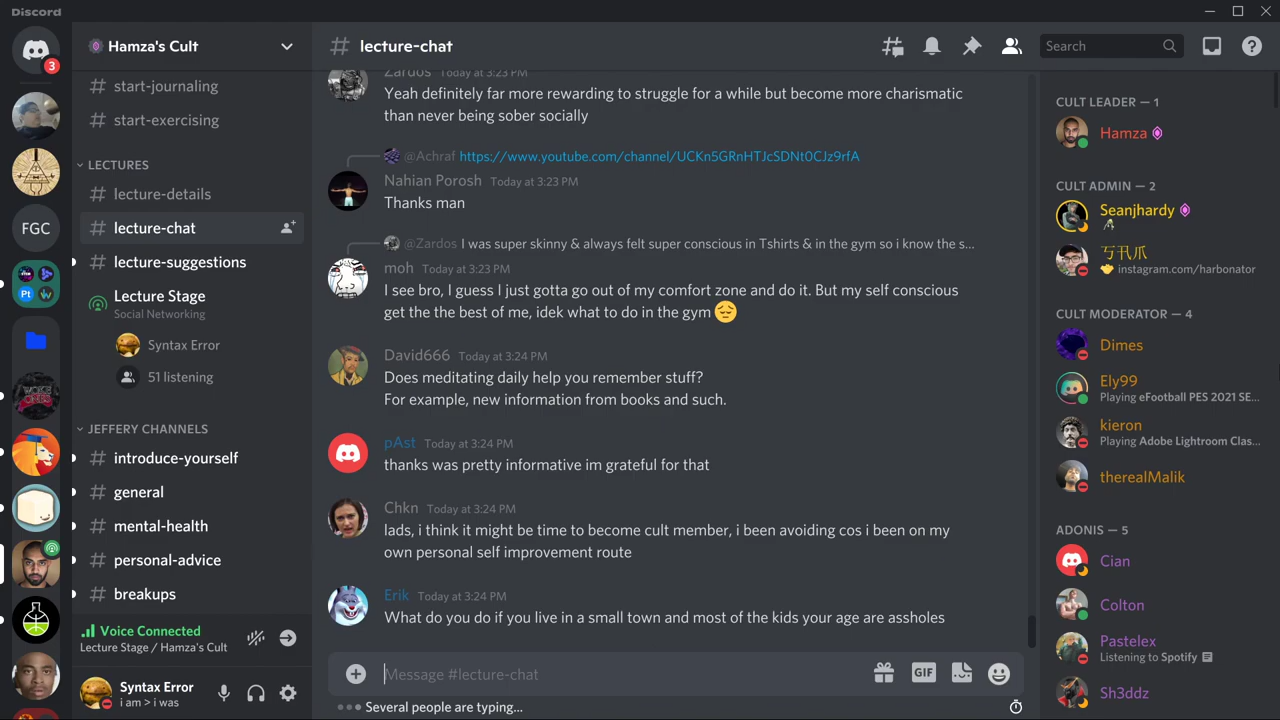 Discord
3
FGC
Hamza's Cult
start-journaling
start-exercising
LECTURES
lecture-details
lecture-chat
lecture-suggestions
Lecture Stage
Social Networking
Syntax Error
51 listening
JEFFERY CHANNELS
introduce-yourself
general
mental-health
personal-advice
breakups
Voice Connected
Lecture Stage / Hamza's Cult
Syntax Error
i am > i was
# lecture-chat
Search
Zardos Today at 3:23 PM
Yeah definitely far more rewarding to struggle for a while but become more charismatic
than never being sober socially
@Achraf https://www.youtube.com/channel/UCKn5GRnHTJcSDNt0CJz9rfA
Nahian Porosh Today at 3:23 PM
Thanks man
@Zardos I was super skinny & always felt super conscious in Tshirts & in the gym so i know the s...
moh Today at 3:23 PM
I see bro, I guess I just gotta go out of my comfort zone and do it. But my self conscious
get the the best of me, idek what to do in the gym 😔
David666 Today at 3:24 PM
Does meditating daily help you remember stuff?
For example, new information from books and such.
pAst Today at 3:24 PM
thanks was pretty informative im grateful for that
Chkn Today at 3:24 PM
lads, i think it might be time to become cult member, i been avoiding cos i been on my
own personal self improvement route
Erik Today at 3:24 PM
What do you do if you live in a small town and most of the kids your age are assholes
Message #lecture-chat
GIF
Several people are typing...
CULT LEADER — 1
Hamza
CULT ADMIN — 2
Seanjhardy
instagram.com/harbonator
CULT MODERATOR — 4
Dimes
Ely99
Playing eFootball PES 2021 SE...
kieron
Playing Adobe Lightroom Clas...
therealMalik
ADONIS — 5
Cian
Colton
Pastelex
Listening to Spotify
Sh3ddz